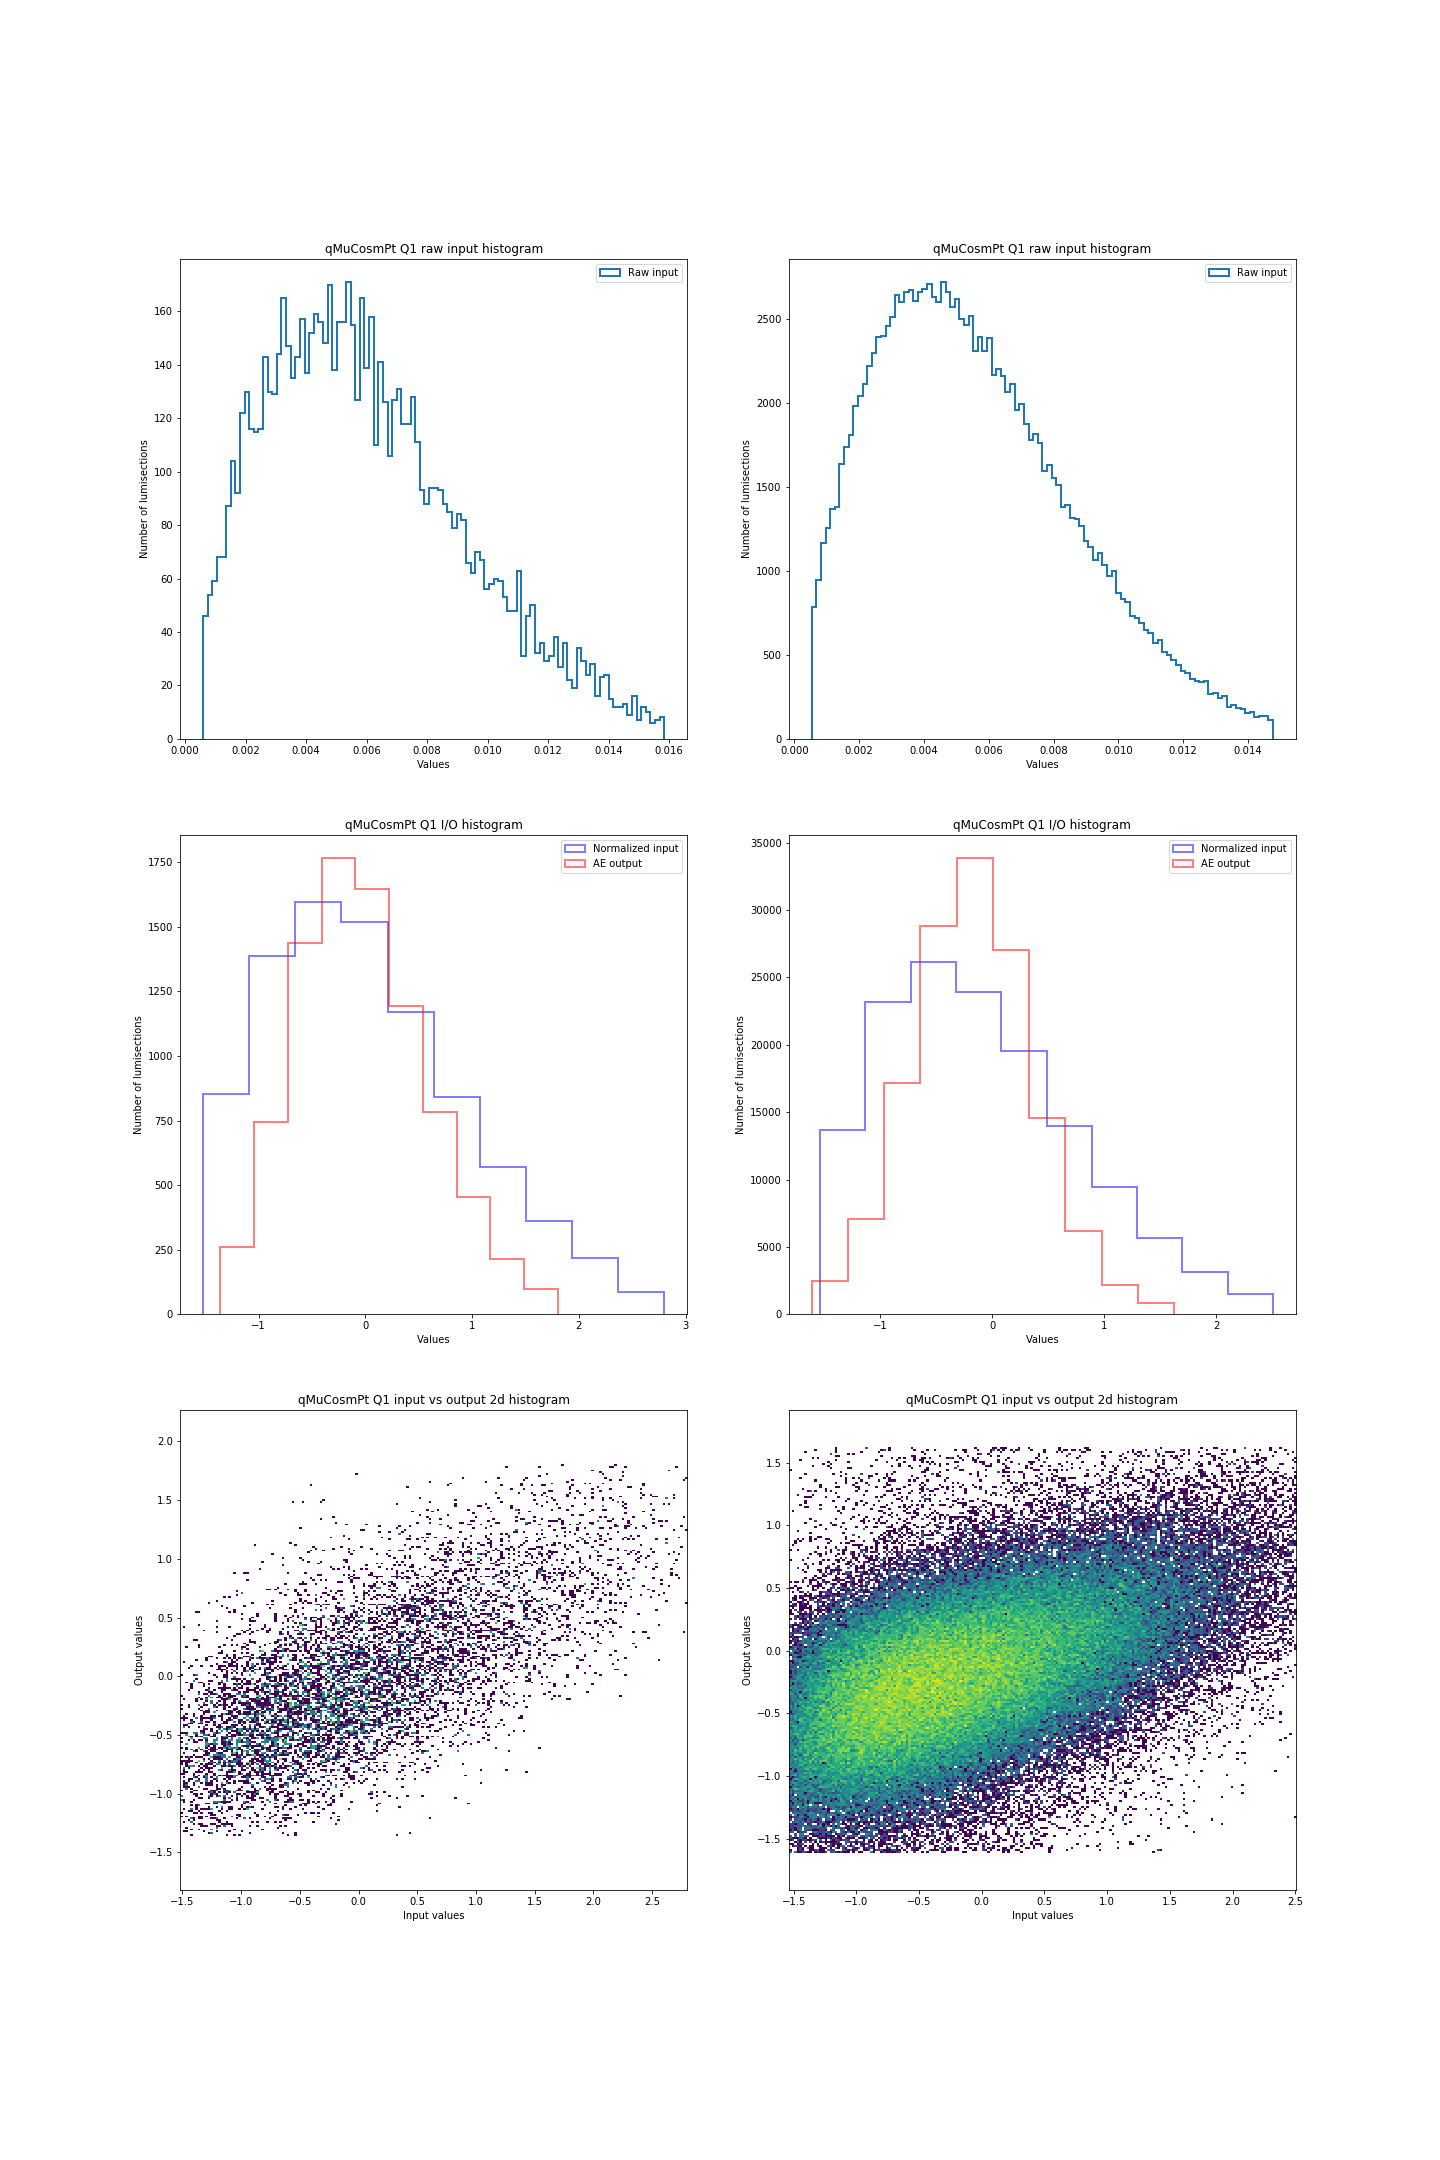 qMuCosmPt Q1 raw input histogram
Raw input
Number of lumisections
160
140
120
100
80
60
40
20
0
0.000 0.002 0.004 0.006 0.008 0.010 0.012 0.014 0.016
Values
qMuCosmPt Q1 raw input histogram
Raw input
Number of lumisections
2500
2000
1500
1000
500
0
0.000 0.002 0.004 0.006 0.008 0.010 0.012 0.014
Values
qMuCosmPt Q1 I/O histogram
Normalized input
AE output
Number of lumisections
1750
1500
1250
1000
750
500
250
0
−1 0 1 2 3
Values
qMuCosmPt Q1 I/O histogram
Normalized input
AE output
Number of lumisections
35000
30000
25000
20000
15000
10000
5000
0
−1 0 1 2
Values
qMuCosmPt Q1 input vs output 2d histogram
Output values
2.0
1.5
1.0
0.5
0.0
−0.5
−1.0
−1.5
−1.5 −1.0 −0.5 0.0 0.5 1.0 1.5 2.0 2.5
Input values
qMuCosmPt Q1 input vs output 2d histogram
Output values
1.5
1.0
0.5
0.0
−0.5
−1.0
−1.5
−1.5 −1.0 −0.5 0.0 0.5 1.0 1.5 2.0 2.5
Input values